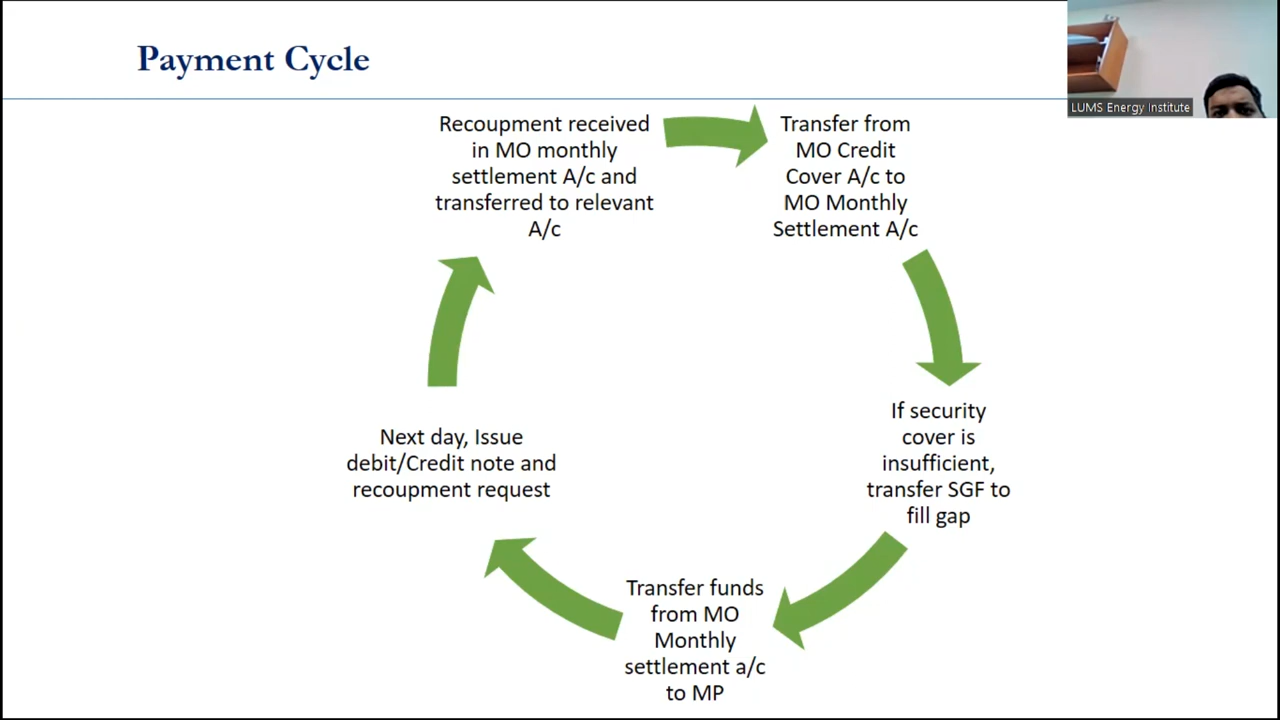 Payment Cycle
LUMS Energy Institute
Recoupment received
in MO monthly
settlement A/c and
transferred to relevant
A/c
Transfer from
MO Credit
Cover A/c to
MO Monthly
Settlement A/c
If security
cover is
insufficient,
transfer SGF to
fill gap
Transfer funds
from MO
Monthly
settlement a/c
to MP
Next day, Issue
debit/Credit note and
recoupment request